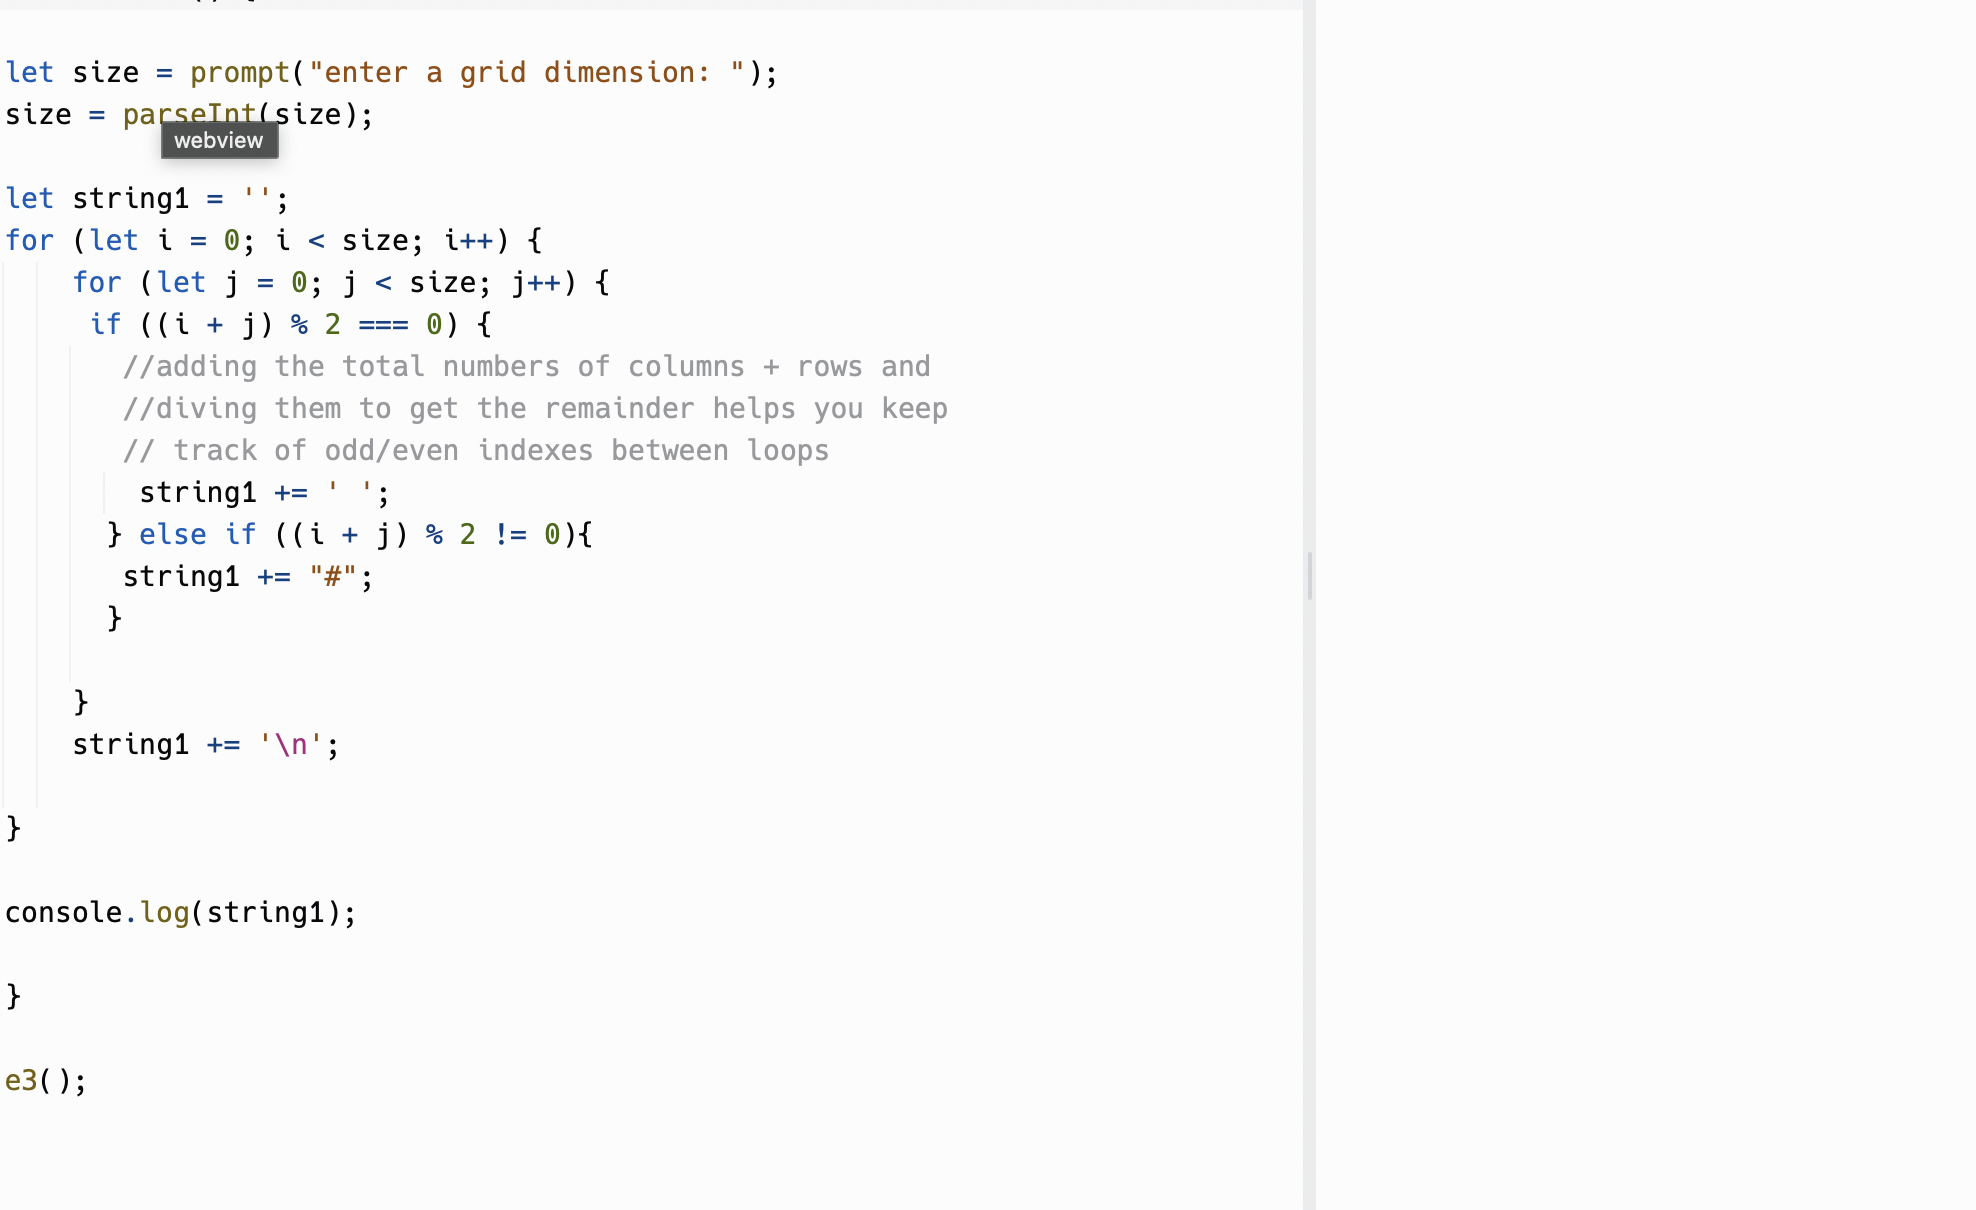 let size = prompt("enter a grid dimension: ");
size = parseInt(size);
webview
let string1 = '';
for (let i = 0; i < size; i++) {
for (let j = 0; j < size; j++) {
if ((i + j) % 2 === 0) {
//adding the total numbers of columns + rows and
//diving them to get the remainder helps you keep
// track of odd/even indexes between loops
string1 += ' ';
} else if ((i + j) % 2 != 0){
string1 += "#";
}
}
string1 += '\n';
}
console.log(string1);
}
e3();